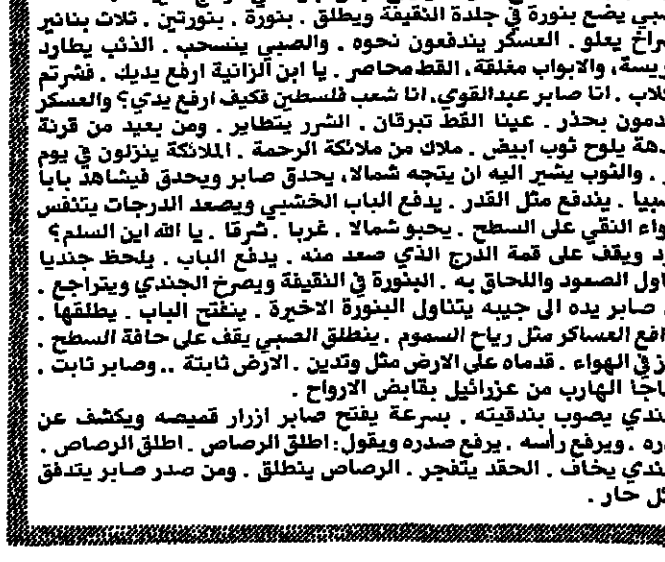 بي يضع بنورة في جلدة النقيفة ويطلق . بنورة . بنورتين . ثلاث بنانير
راخ يعلو . العسكر يندفعون نحوه . والصبي ينسحب . الذئب يطارد
ريسة، والابواب مغلقة، القط محاصر . يا ابن الزانية ارفع يديك . فشرتم
كلاب . انا صابر عبدالقوي، انا شعب فلسطين فكيف ارفع يدي؟ والعسكر
دمون بحذر . عينا القط تبرقان . الشرر يتطاير . ومن بعيد من قرنة
دهة يلوح ثوب ابيض . ملاك من ملائكة الرحمة . الملائكة ينزلون في يوم
. والثوب يشير اليه ان يتجه شمالا، يحدق صابر ويحدق فيشاهد بابا
شبيا . يندفع مثل القدر . يدفع الباب الخشبي ويصعد الدرجات يتنفس
واء النقي على السطح . يحبو شمالا . غربا . شرقا . يا الله اين السلم؟
د ويقف على قمة الدرج الذي صعد منه . يدفع الباب . يلحظ جنديا
اول الصعود واللحاق به . البنورة في النقيفة ويصرخ الجندي ويتراجع .
صابر يده الى جيبه يتناول البنورة الاخيرة . ينفتح الباب . يطلقها .
افع العساكر مثل رياح السموم . ينطلق الصبي يقف على حافة السطح .
ز في الهواء . قدماه على الارض مثل وتدين . الارض ثابتة .. وصابر ثابت .
اجأ الهارب من عزرائيل بقابض الارواح .
ندي يصوب بندقيته . بسرعة يفتح صابر ازرار قميصه ويكشف عن
ره . ويرفع رأسه . يرفع صدره ويقول: اطلق الرصاص . اطلق الرصاص .
ندي يخاف . الحقد يتفجر . الرصاص ينطلق . ومن صدر صابر يتدفق
ل حار .